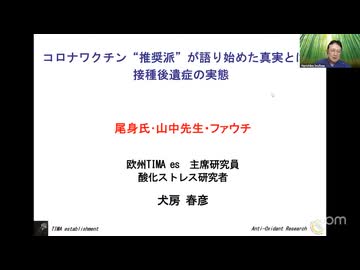 コロナワクチン“推奨派”が語り始めた真実と
接種後遺症の実態
尾身氏・山中先生・ファウチ
欧州TIMA es 主席研究員
酸化ストレス研究者
犬房 春彦
TIMA establishment
Anti-Oxidant Research
om